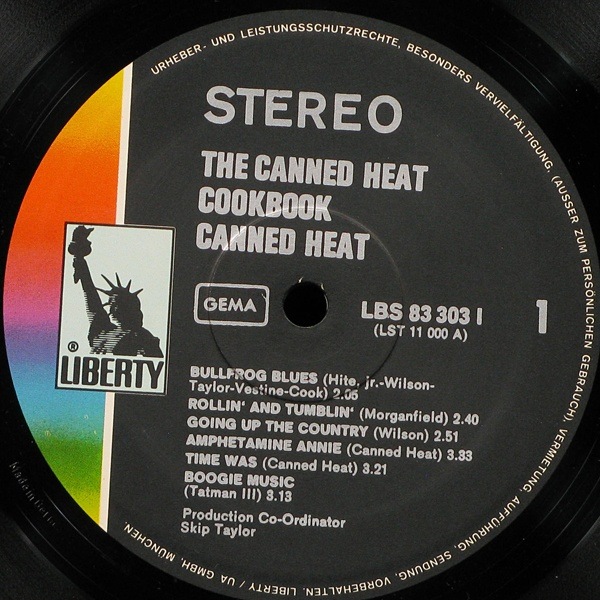 URHEBER- UND LEISTUNGSSCHUTZRECHTE, BESONDERS VERVIELFÄLTIGUNG, (AUSSER ZUM PERSÖNLICHEN GEBRAUCH), VERMIETUNG, AUFFÜHRUNG, SENDUNG, VORBEHALTEN. LIBERTY / UA GMBH, MÜNCHEN.
STEREO
THE CANNED HEAT
COOKBOOK
CANNED HEAT
GEMA
LBS 83 303 I
(LST 11 000 A)
1
®
LIBERTY
BULLFROG BLUES (Hite, jr.-Wilson-
Taylor-Vestine-Cook) 2.05
ROLLIN' AND TUMBLIN' (Morganfield) 2.40
GOING UP THE COUNTRY (Wilson) 2.51
AMPHETAMINE ANNIE (Canned Heat) 3.33
TIME WAS (Canned Heat) 3.21
BOOGIE MUSIC
(Tatman III) 3.13
Production Co-Ordinator
Skip Taylor